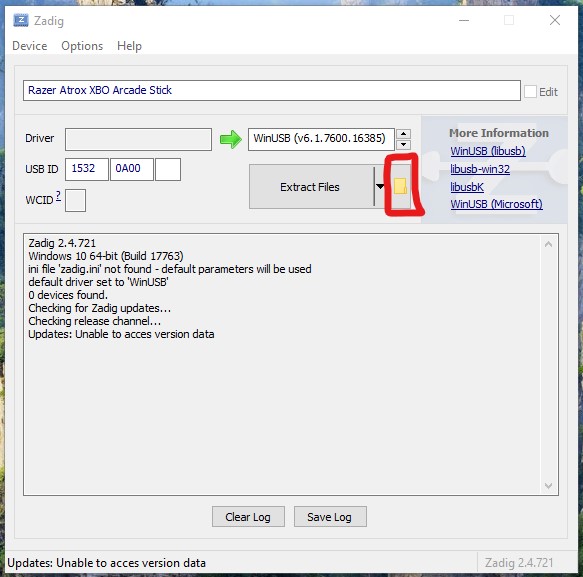 Zadig
Device Options Help
Razer Atrox XBO Arcade Stick
Edit
Driver
WinUSB (v6.1.7600.16385)
More Information
WinUSB (libusb)
USB ID 1532 0A00
libusb-win32
Extract Files
libusbK
WCID ?
WinUSB (Microsoft)
Zadig 2.4.721
Windows 10 64-bit (Build 17763)
ini file 'zadig.ini' not found - default parameters will be used
default driver set to 'WinUSB'
0 devices found.
Checking for Zadig updates...
Checking release channel...
Updates: Unable to acces version data
Clear Log Save Log
Updates: Unable to acces version data
Zadig 2.4.721